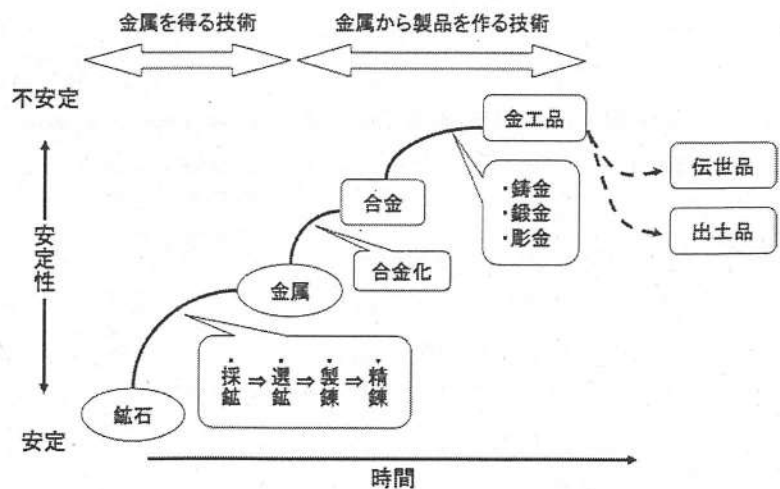 金属を得る技術
金属から製品を作る技術
不安定
金工品
伝世品
・鋳金
・鍛金
・彫金
合金
出土品
安定性
合金化
金属
・採鉱⇒・選鉱⇒・製錬⇒・精錬
鉱石
安定
時間